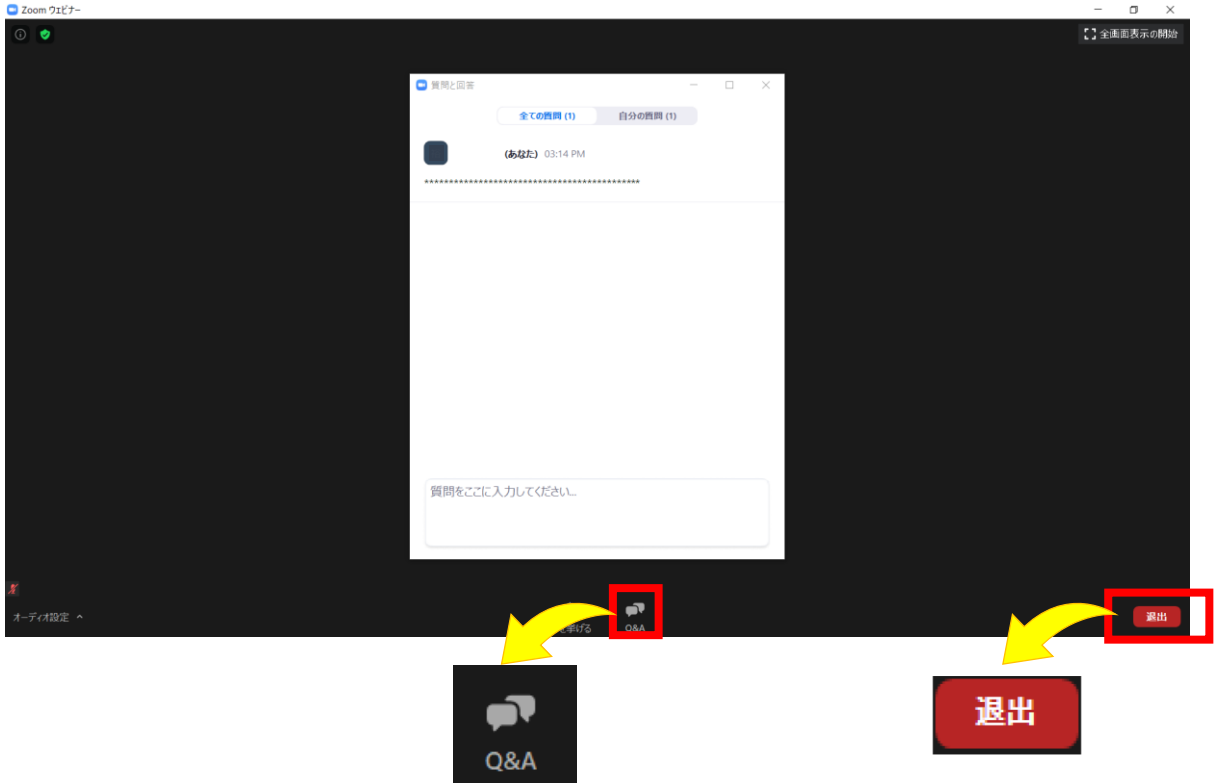 Zoom ウェビナー
全画面表示の開始
質問と回答
全ての質問 (1)
自分の質問 (1)
(あなた) 03:14 PM
********************************************
質問をここに入力してください...
オーディオ設定
挙げる
Q&A
退出
Q&A
退出